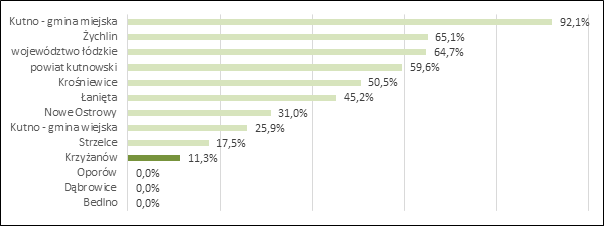 Kutno - gmina miejska 92,1%
Żychlin 65,1%
województwo łódzkie 64,7%
powiat kutnowski 59,6%
Krośniewice 50,5%
Łanięta 45,2%
Nowe Ostrowy 31,0%
Kutno - gmina wiejska 25,9%
Strzelce 17,5%
Krzyżanów 11,3%
Oporów 0,0%
Dąbrowice 0,0%
Bedlno 0,0%